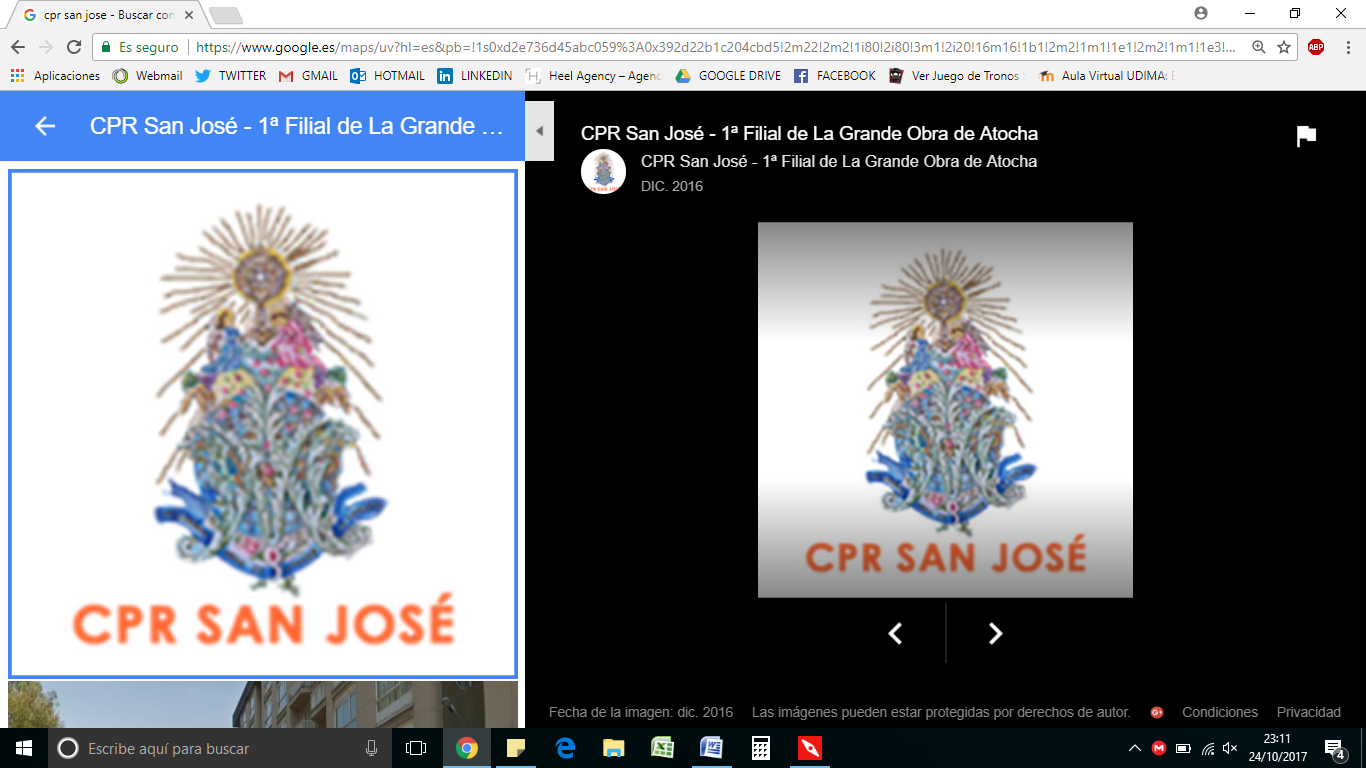 cpr san jose - Buscar con
Es seguro https://www.google.es/maps/uv?hl=es&pb=!1s0xd2e736d45abc059%3A0x392d22b1c204cbd5!2m22!2m2!1i80!2i80!3m1!2i20!16m16!1b1!2m2!1m1!1e1!2m2!1m1!1e3!... ABP
Aplicaciones Webmail TWITTER GMAIL HOTMAIL LINKEDIN Heel Agency – Agenc GOOGLE DRIVE FACEBOOK Ver Juego de Tronos Aula Virtual UDIMA:
CPR San José - 1ª Filial de La Grande ...
CPR SAN JOSÉ
CPR San José - 1ª Filial de La Grande Obra de Atocha
CPR San José - 1ª Filial de La Grande Obra de Atocha
DIC. 2016
CPR SAN JOSÉ
Fecha de la imagen: dic. 2016 Las imágenes pueden estar protegidas por derechos de autor. Condiciones Privacidad
Escribe aquí para buscar
23:11
24/10/2017
4